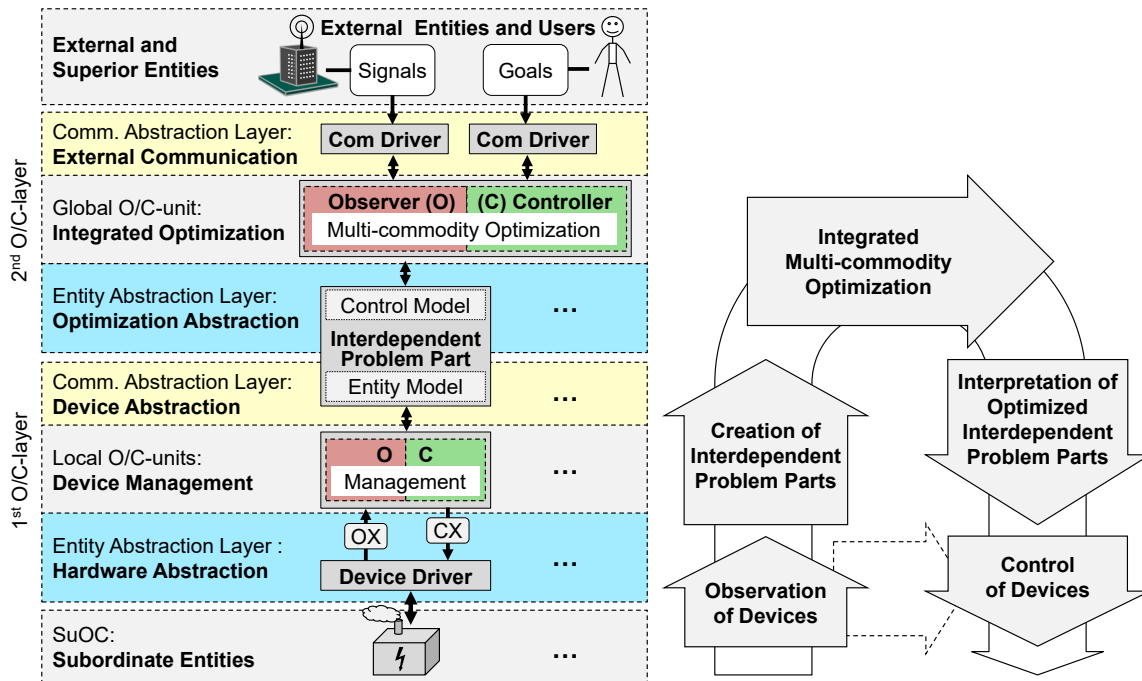 External Entities and Users
External and
Superior Entities
Signals
Goals
2nd O/C-layer
Comm. Abstraction Layer:
External Communication
Com Driver
Com Driver
Global O/C-unit:
Integrated Optimization
Observer (O)
(C) Controller
Multi-commodity Optimization
Entity Abstraction Layer:
Optimization Abstraction
Control Model
Interdependent
Problem Part
Entity Model
...
1st O/C-layer
Comm. Abstraction Layer:
Device Abstraction
...
Local O/C-units:
Device Management
O
C
Management
...
Entity Abstraction Layer :
Hardware Abstraction
OX
CX
Device Driver
...
SuOC:
Subordinate Entities
...
Integrated
Multi-commodity
Optimization
Creation of
Interdependent
Problem Parts
Observation
of Devices
Interpretation of
Optimized
Interdependent
Problem Parts
Control
of Devices